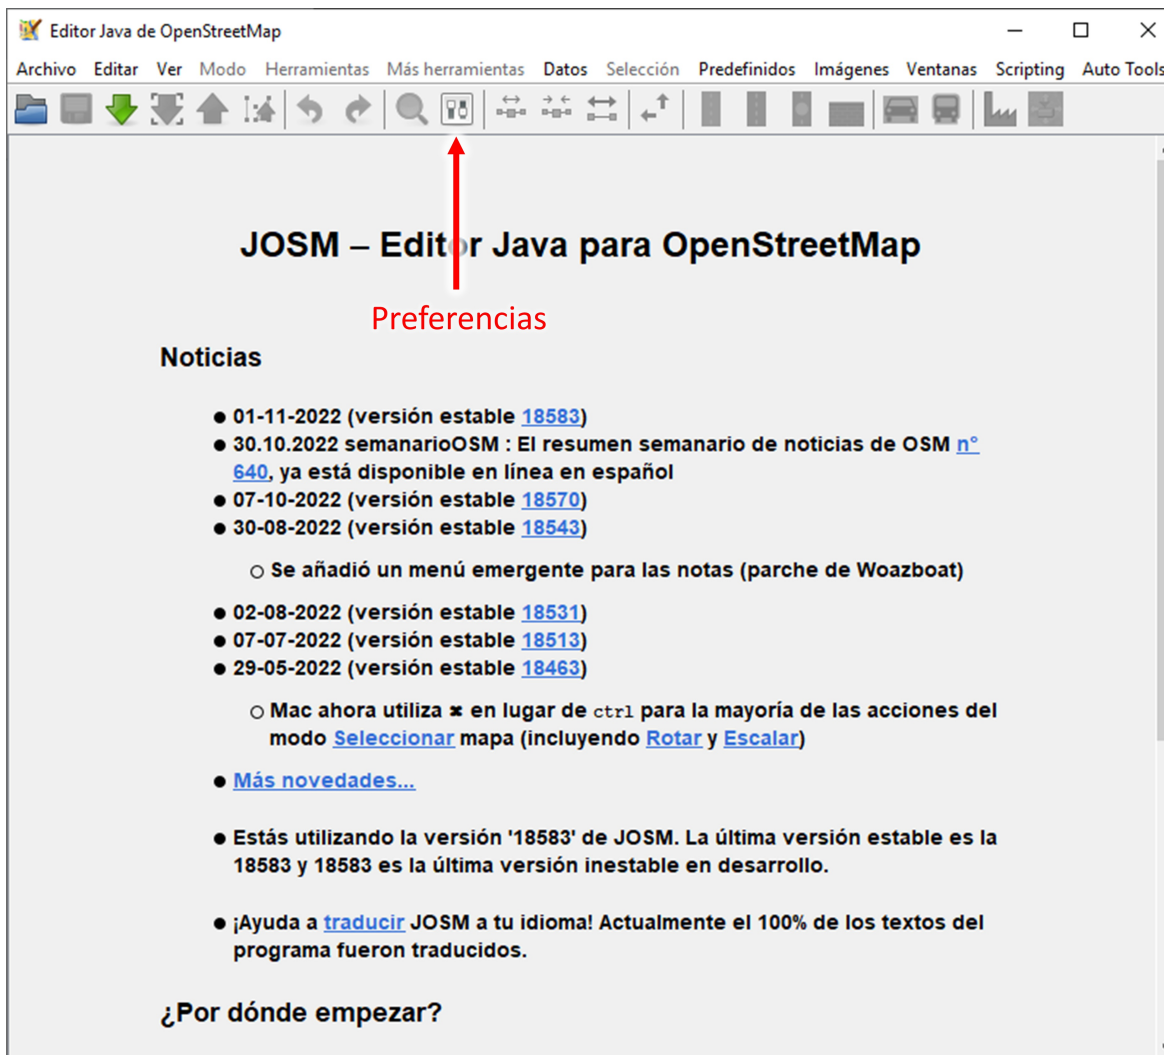 Editor Java de OpenStreetMap
Archivo Editar Ver Modo Herramientas Más herramientas Datos Selección Predefinidos Imágenes Ventanas Scripting Auto Tools
JOSM – Editor Java para OpenStreetMap
Preferencias
Noticias
01-11-2022 (versión estable 18583)
30.10.2022 semanarioOSM : El resumen semanario de noticias de OSM n°
640, ya está disponible en línea en español
07-10-2022 (versión estable 18570)
30-08-2022 (versión estable 18543)
Se añadió un menú emergente para las notas (parche de Woazboat)
02-08-2022 (versión estable 18531)
07-07-2022 (versión estable 18513)
29-05-2022 (versión estable 18463)
Mac ahora utiliza ⌘ en lugar de ctrl para la mayoría de las acciones del
modo Seleccionar mapa (incluyendo Rotar y Escalar)
Más novedades...
Estás utilizando la versión '18583' de JOSM. La última versión estable es la
18583 y 18583 es la última versión inestable en desarrollo.
¡Ayuda a traducir JOSM a tu idioma! Actualmente el 100% de los textos del
programa fueron traducidos.
¿Por dónde empezar?